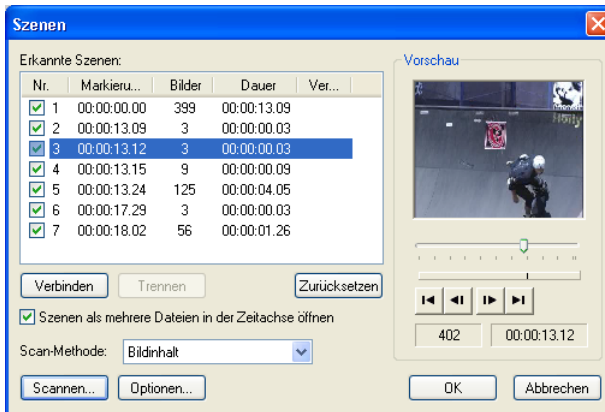 Szenen
Erkannte Szenen:
Nr. Markieru... Bilder Dauer Ver...
1 00:00:00.00 399 00:00:13.09
2 00:00:13.09 3 00:00:00.03
3 00:00:13.12 3 00:00:00.03
4 00:00:13.15 9 00:00:00.09
5 00:00:13.24 125 00:00:04.05
6 00:00:17.29 3 00:00:00.03
7 00:00:18.02 56 00:00:01.26
Verbinden Trennen Zurücksetzen
Szenen als mehrere Dateien in der Zeitachse öffnen
Scan-Methode: Bildinhalt
Scannen... Optionen...
Vorschau
402 00:00:13.12
OK Abbrechen